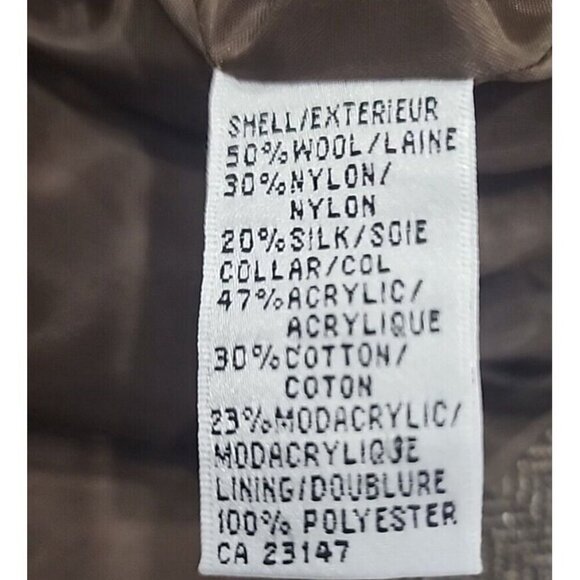 SHELL/EXTERIEUR
50%WOOL/LAINE
30%NYLON/
NYLON
20%SILK/SOIE
COLLAR/COL
47%ACRYLIC/
ACRYLIQUE
30%COTTON/
COTON
23%MODACRYLIC/
MODACRYLIQUE
LINING/DOUBLURE
100% POLYESTER
CA 23147